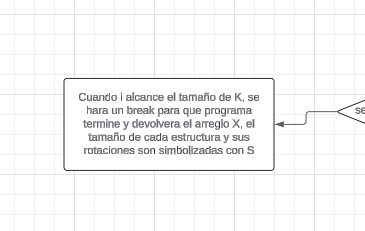 Cuando i alcance el tamaño de K, se
hara un break para que programa
termine y devolvera el arreglo X, el
tamaño de cada estructura y sus
rotaciones son simbolizadas con S
se